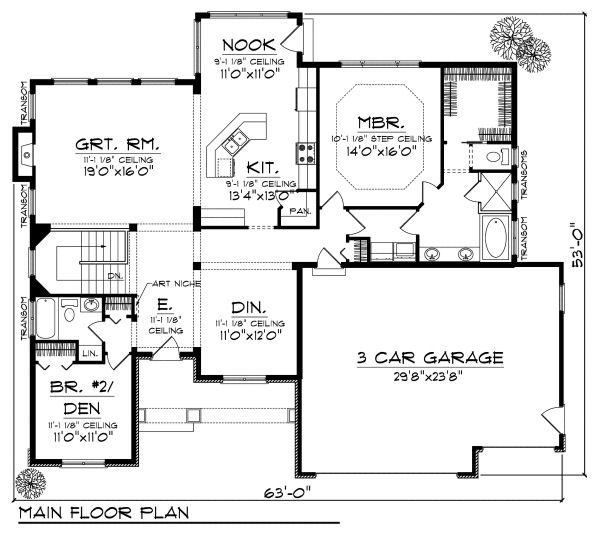 NOOK
9'-1 1/8" CEILING
11'0"X11'0"
TRANSOM
GRT. RM.
11'-1 1/8" CEILING
19'0"X16'0"
MBR.
10'-1 1/8" STEP CEILING
14'0"X16'0"
KIT.
9'-1 1/8" CEILING
13'4"X13'0"
PAN.
TRANSOM
TRANSOMS
TRANSOM
53'-0"
DN.
ART NICHE
E.
11'-1 1/8"
CEILING
DIN.
11'-1 1/8" CEILING
11'0"X12'0"
TRANSOM
LIN.
3 CAR GARAGE
29'8"X23'8"
BR. #2/
DEN
9'-1 1/8" CEILING
11'0"X11'0"
63'-0"
MAIN FLOOR PLAN